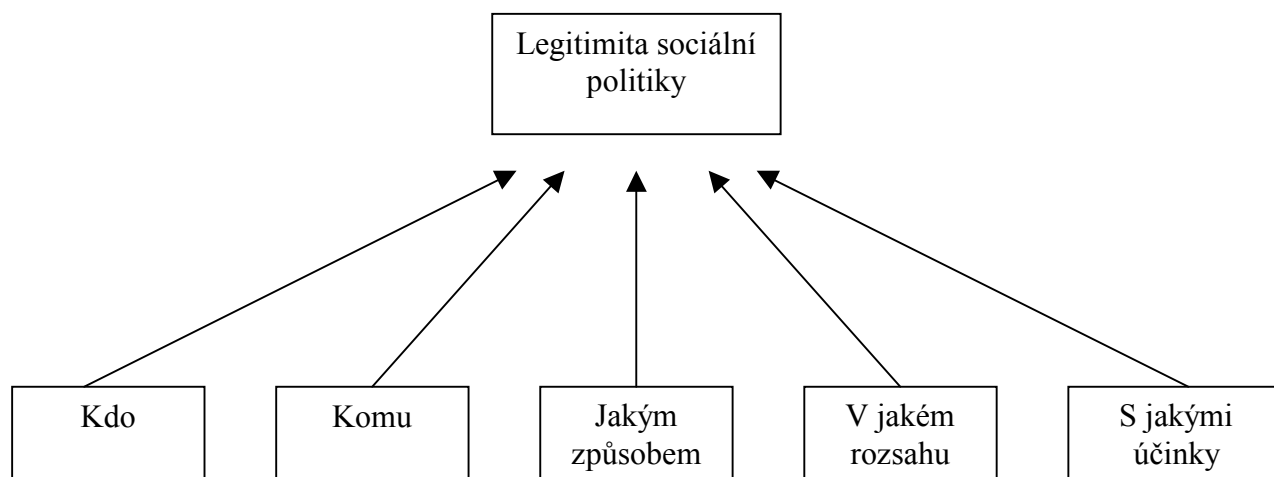 Legitimita sociální
politiky
Kdo
Komu
Jakým
způsobem
V jakém
rozsahu
S jakými
účinky